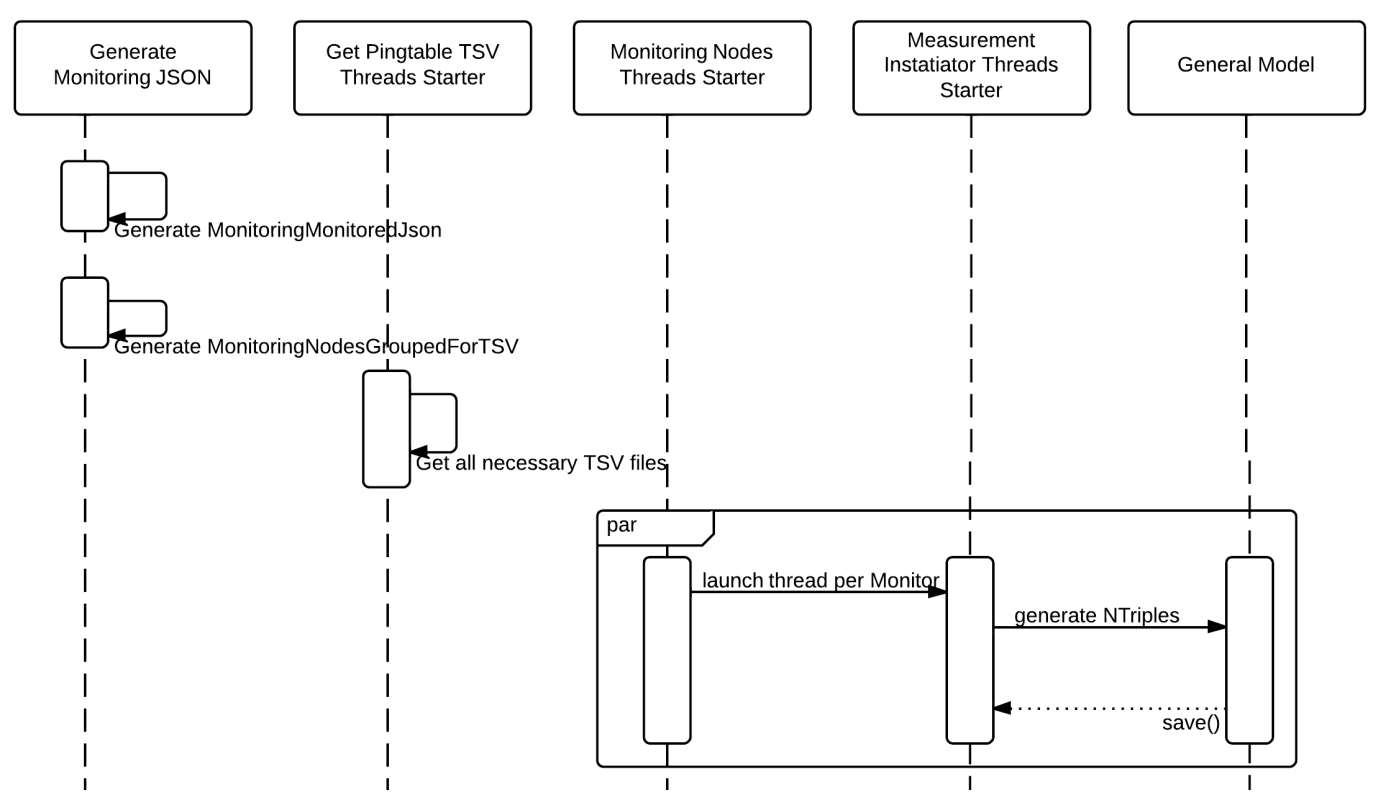 Generate
Monitoring JSON
Get Pingtable TSV
Threads Starter
Monitoring Nodes
Threads Starter
Measurement
Instatiator Threads
Starter
General Model
Generate MonitoringMonitoredJson
Generate MonitoringNodesGroupedForTSV
Get all necessary TSV files
par
launch thread per Monitor
generate NTriples
save()